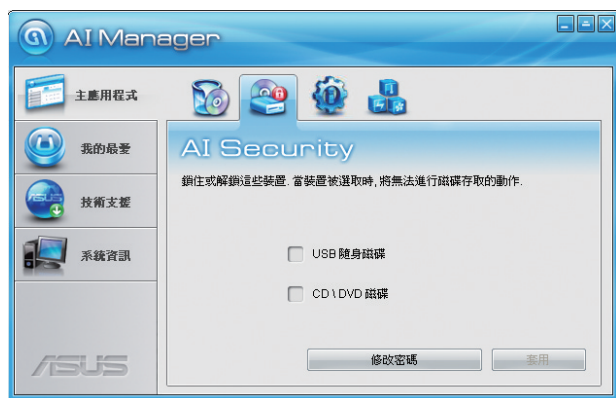 AI Manager
主應用程式
我的最愛
技術支援
系統資訊
AI Security
鎖住或解鎖這些裝置. 當裝置被選取時, 將無法進行磁碟存取的動作.
USB 隨身磁碟
CD \ DVD 磁碟
修改密碼
套用
ASUS